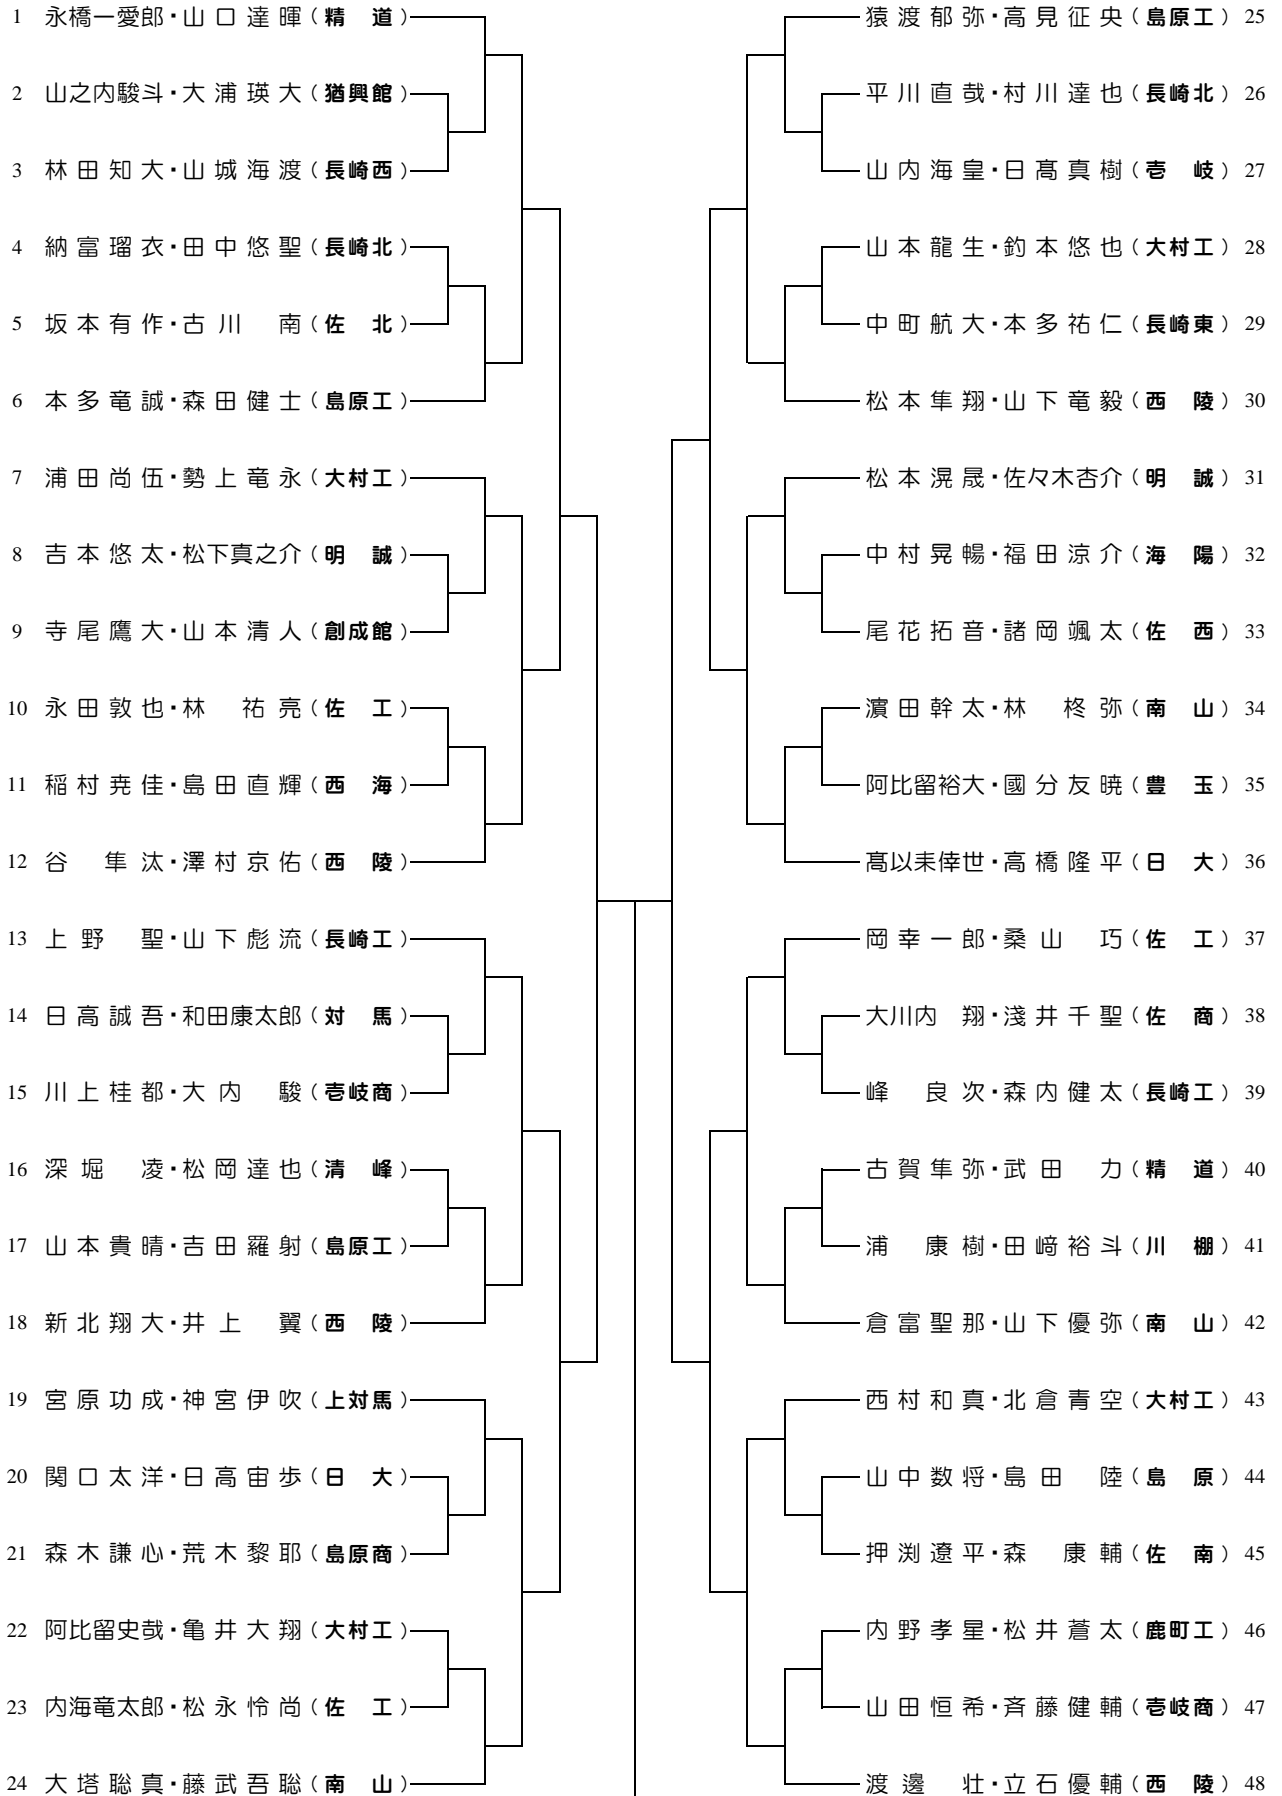 1 永橋一愛郎・山口達暉（精　道）
2 山之内駿斗・大浦瑛大（猶興館）
3 林田知大・山城海渡（長崎西）
4 納富瑠衣・田中悠聖（長崎北）
5 坂本有作・古川　南（佐　北）
6 本多竜誠・森田健士（島原工）
7 浦田尚伍・勢上竜永（大村工）
8 吉本悠太・松下真之介（明　誠）
9 寺尾鷹大・山本清人（創成館）
10 永田敦也・林　祐亮（佐　工）
11 稲村尭佳・島田直輝（西　海）
12 谷　隼汰・澤村京佑（西　陵）
13 上野　聖・山下彪流（長崎工）
14 日高誠吾・和田康太郎（対　馬）
15 川上桂都・大内　駿（壱岐商）
16 深堀　凌・松岡達也（清　峰）
17 山本貴晴・吉田羅射（島原工）
18 新北翔大・井上　翼（西　陵）
19 宮原功成・神宮伊吹（上対馬）
20 関口太洋・日高宙歩（日　大）
21 森木謙心・荒木黎耶（島原商）
22 阿比留史哉・亀井大翔（大村工）
23 内海竜太郎・松永怜尚（佐　工）
24 大塔聡真・藤武吾聡（南　山）
猿渡郁弥・高見征央（島原工）25
平川直哉・村川達也（長崎北）26
山内海皇・日髙真樹（壱　岐）27
山本龍生・釣本悠也（大村工）28
中町航大・本多祐仁（長崎東）29
松本隼翔・山下竜毅（西　陵）30
松本滉晟・佐々木杏介（明　誠）31
中村晃暢・福田涼介（海　陽）32
尾花拓音・諸岡颯太（佐　西）33
濵田幹太・林　柊弥（南　山）34
阿比留裕大・國分友暁（豊　玉）35
髙以耒倖世・高橋隆平（日　大）36
岡幸一郎・桑山　巧（佐　工）37
大川内　翔・淺井千聖（佐　商）38
峰　良次・森内健太（長崎工）39
古賀隼弥・武田　力（精　道）40
浦　康樹・田﨑裕斗（川　棚）41
倉富聖那・山下優弥（南　山）42
西村和真・北倉青空（大村工）43
山中数将・島田　陸（島　原）44
押渕遼平・森　康輔（佐　南）45
内野孝星・松井蒼太（鹿町工）46
山田恒希・斉藤健輔（壱岐商）47
渡邊　壮・立石優輔（西　陵）48